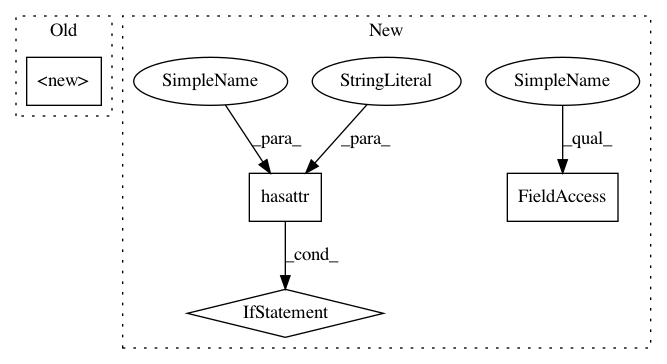 Old
New
<new>
SimpleName
StringLiteral
SimpleName
_para_
_para_
_qual_
hasattr
FieldAccess
_cond_
IfStatement